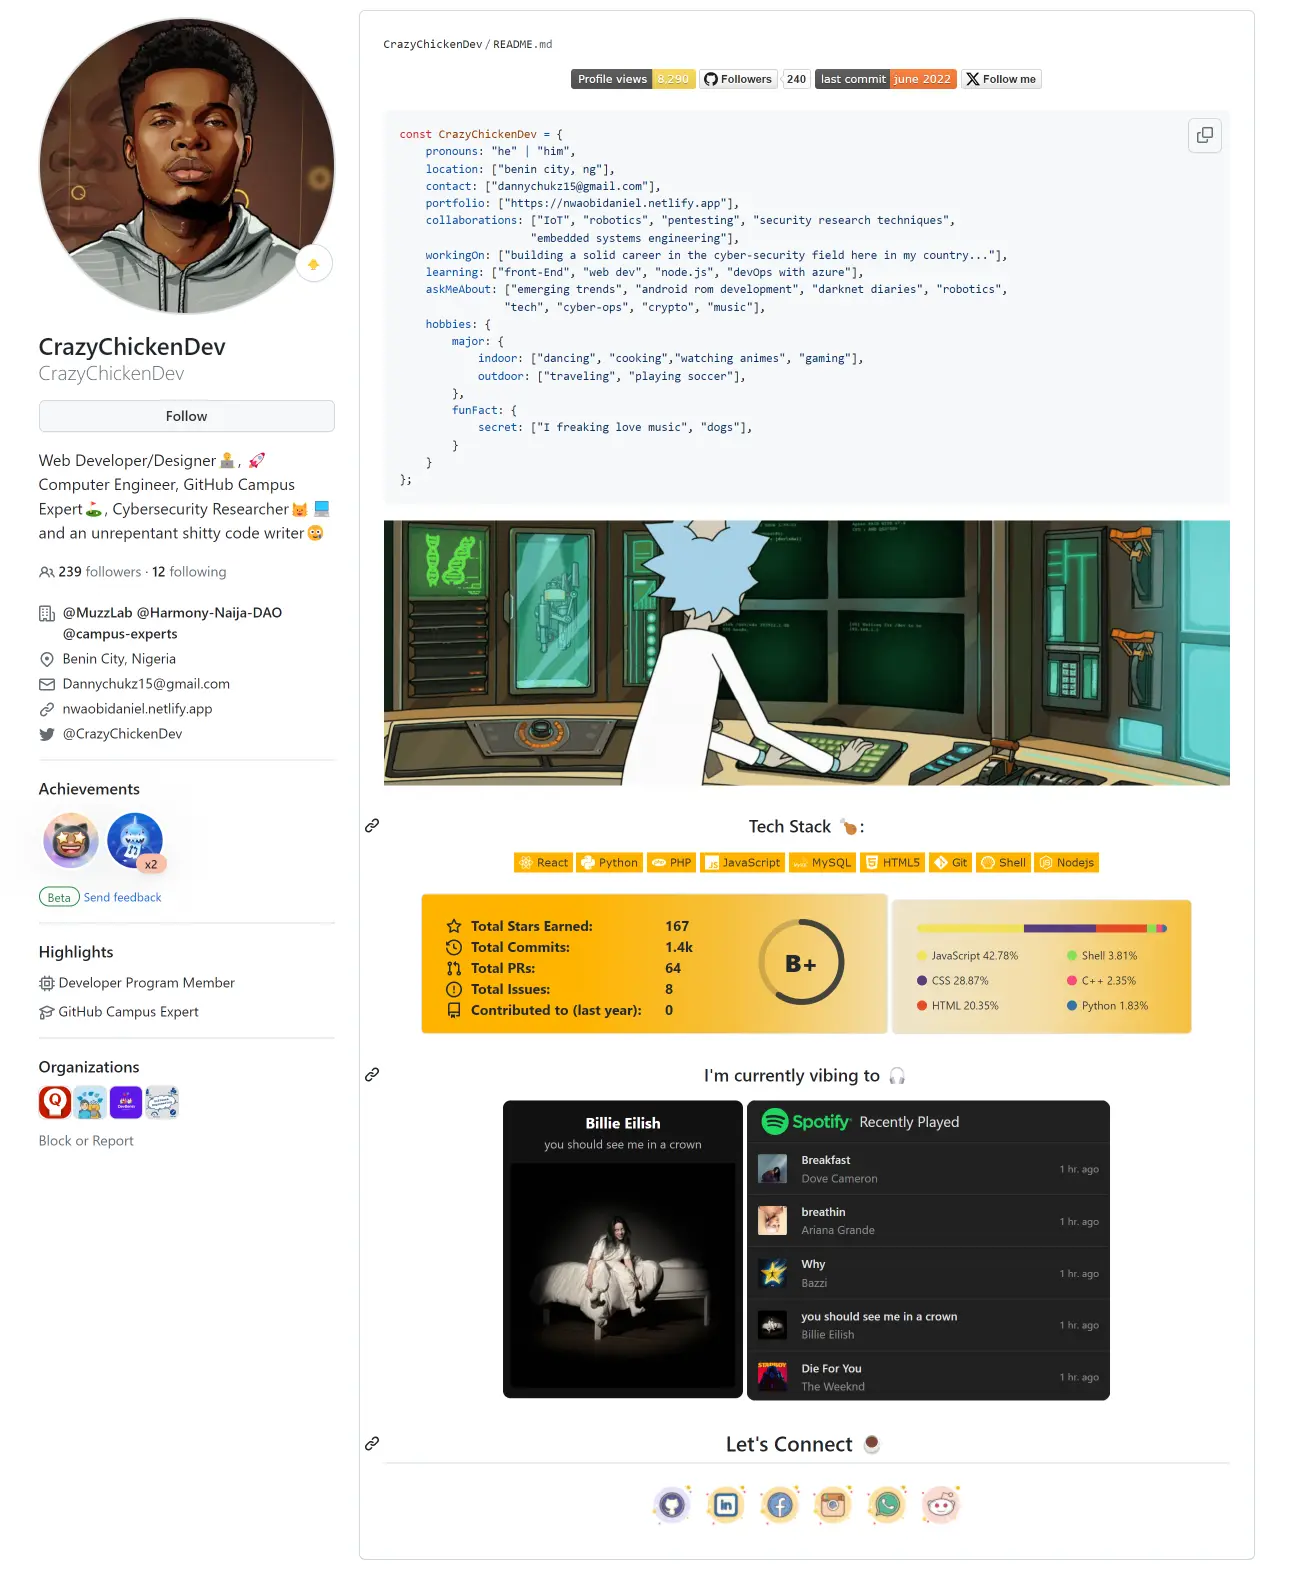 CrazyChickenDev
CrazyChickenDev
Follow
Web Developer/Designer🧑‍💻, 🚀
Computer Engineer, GitHub Campus
Expert⛳, Cybersecurity Researcher😸 💻
and an unrepentant shitty code writer🤪
239 followers · 12 following
@MuzzLab @Harmony-Naija-DAO
@campus-experts
Benin City, Nigeria
Dannychukz15@gmail.com
nwaobidaniel.netlify.app
@CrazyChickenDev
Achievements
x2
Beta Send feedback
Highlights
Developer Program Member
GitHub Campus Expert
Organizations
Block or Report
CrazyChickenDev/README.md
Profile views 8,290 Followers 240 last commit june 2022 Follow me
const CrazyChickenDev = {
pronouns: "he" | "him",
location: ["benin city, ng"],
contact: ["dannychukz15@gmail.com"],
portfolio: ["https://nwaobidaniel.netlify.app"],
collaborations: ["IoT", "robotics", "pentesting", "security research techniques",
"embedded systems engineering"],
workingOn: ["building a solid career in the cyber-security field here in my country..."],
learning: ["front-End", "web dev", "node.js", "devOps with azure"],
askMeAbout: ["emerging trends", "android rom development", "darknet diaries", "robotics",
"tech", "cyber-ops", "crypto", "music"],
hobbies: {
major: {
indoor: ["dancing", "cooking","watching animes", "gaming"],
outdoor: ["traveling", "playing soccer"],
},
funFact: {
secret: ["I freaking love music", "dogs"],
}
}
};
Tech Stack 🍗:
React Python PHP JavaScript MySQL HTML5 Git Shell Nodejs
Total Stars Earned: 167
Total Commits: 1.4k
Total PRs: 64
Total Issues: 8
Contributed to (last year): 0
B+
JavaScript 42.78%
CSS 28.87%
HTML 20.35%
Shell 3.81%
C++ 2.35%
Python 1.83%
I'm currently vibing to 🎧
Billie Eilish
you should see me in a crown
Spotify Recently Played
Breakfast
Dove Cameron
1 hr. ago
breathin
Ariana Grande
1 hr. ago
Why
Bazzi
1 hr. ago
you should see me in a crown
Billie Eilish
1 hr. ago
Die For You
The Weeknd
1 hr. ago
Let's Connect ☕